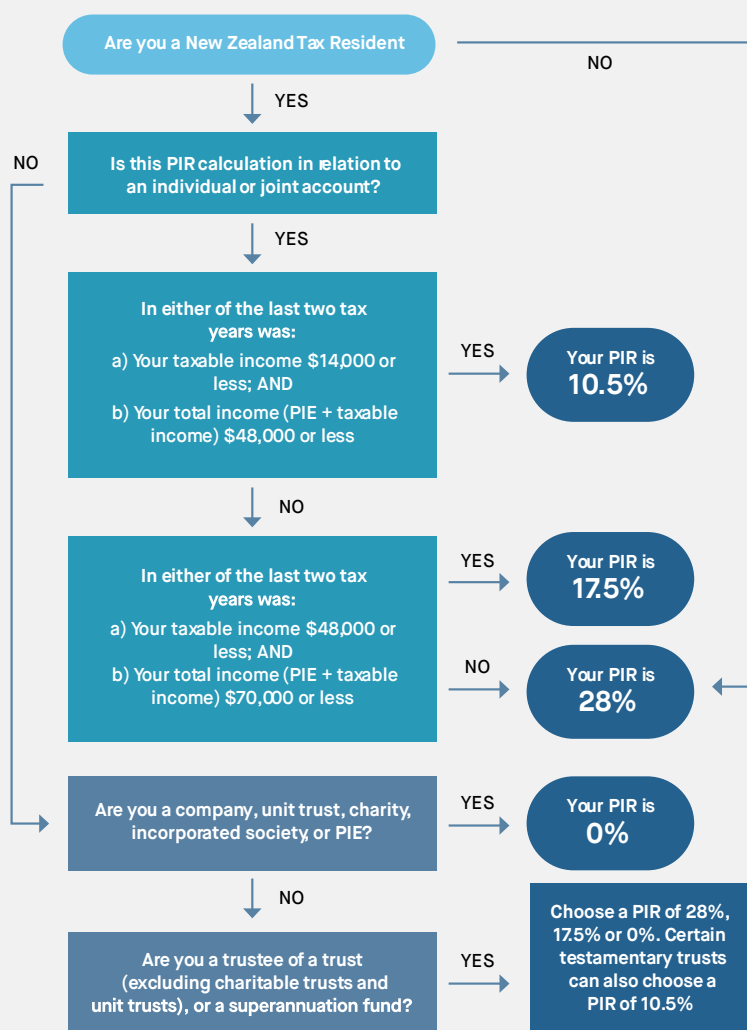 Are you a New Zealand Tax Resident
NO
YES
NO
Is this PIR calculation in relation to
an individual or joint account?
YES
In either of the last two tax
years was:
a) Your taxable income $14,000 or
less; AND
b) Your total income (PIE + taxable
income) $48,000 or less
YES
Your PIR is
10.5%
NO
In either of the last two tax
years was:
a) Your taxable income $48,000 or
less; AND
b) Your total income (PIE + taxable
income) $70,000 or less
YES
Your PIR is
17.5%
NO
Your PIR is
28%
Are you a company, unit trust, charity,
incorporated society, or PIE?
YES
Your PIR is
0%
NO
Are you a trustee of a trust
(excluding charitable trusts and
unit trusts), or a superannuation fund?
YES
Choose a PIR of 28%,
17.5% or 0%. Certain
testamentary trusts
can also choose a
PIR of 10.5%